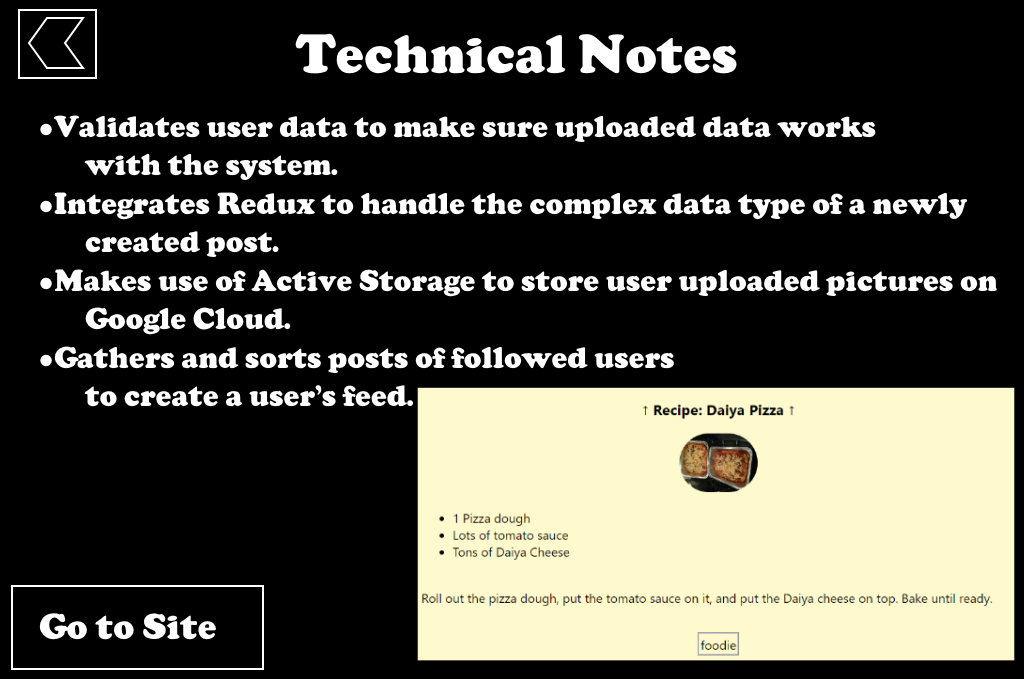 Technical Notes
•Validates user data to make sure uploaded data works
with the system.
•Integrates Redux to handle the complex data type of a newly
created post.
•Makes use of Active Storage to store user uploaded pictures on
Google Cloud.
•Gathers and sorts posts of followed users
to create a user’s feed.
↑ Recipe: Daiya Pizza ↑
• 1 Pizza dough
• Lots of tomato sauce
• Tons of Daiya Cheese
Roll out the pizza dough, put the tomato sauce on it, and put the Daiya cheese on top. Bake until ready.
foodie
Go to Site